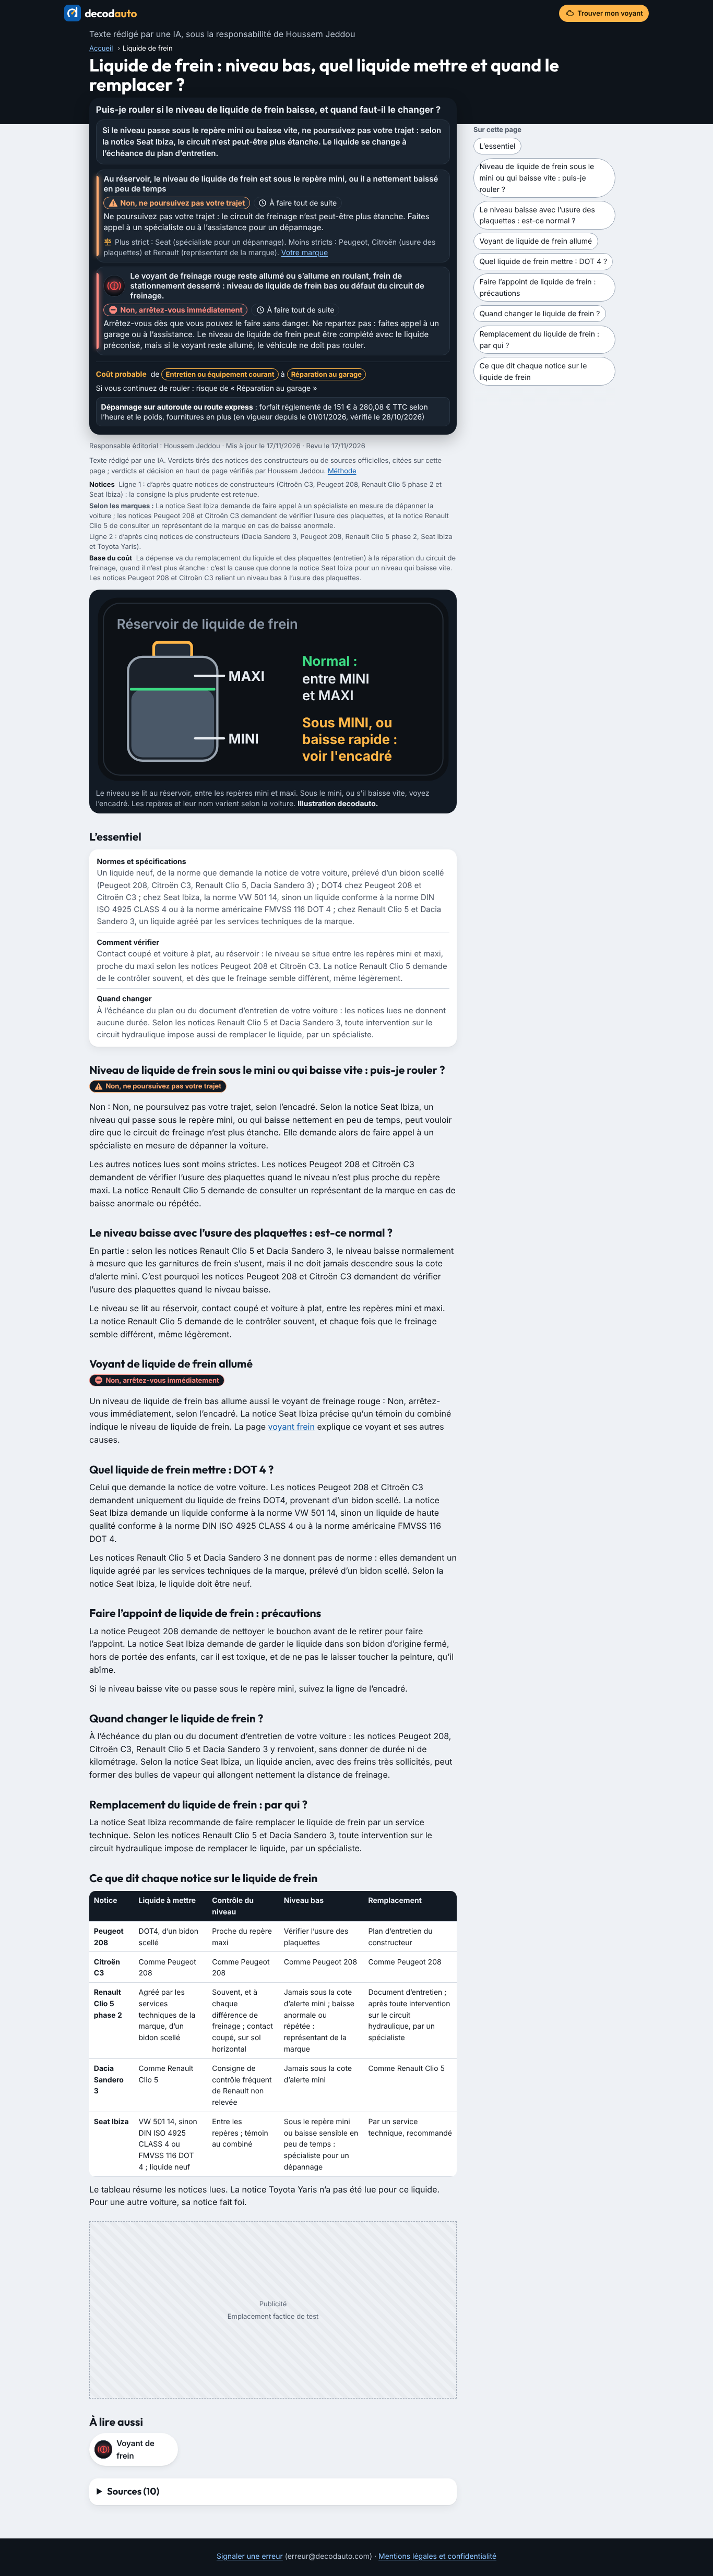 decodauto
Trouver mon voyant
Texte rédigé par une IA, sous la responsabilité de Houssem Jeddou
Accueil › Liquide de frein
Liquide de frein : niveau bas, quel liquide mettre et quand le
remplacer ?
Puis-je rouler si le niveau de liquide de frein baisse, et quand faut-il le changer ?
Si le niveau passe sous le repère mini ou baisse vite, ne poursuivez pas votre trajet : selon
la notice Seat Ibiza, le circuit de freinage n’est peut-être plus étanche. Le liquide se change à
l’échéance du plan d’entretien.
Au réservoir, le niveau de liquide de frein est sous le repère mini, ou il a nettement baissé
en peu de temps
Non, ne poursuivez pas votre trajet
À faire tout de suite
Ne poursuivez pas votre trajet : le circuit de freinage n’est peut-être plus étanche. Faites
appel à un spécialiste ou à l’assistance pour un dépannage.
Plus strict : Seat (spécialiste pour un dépannage). Moins stricts : Peugeot, Citroën (usure des
plaquettes) et Renault (représentant de la marque). Votre marque
Le voyant de freinage rouge reste allumé ou s’allume en roulant, frein de
stationnement desserré : niveau de liquide de frein bas ou défaut du circuit de
freinage.
Non, arrêtez-vous immédiatement
À faire tout de suite
Arrêtez-vous dès que vous pouvez le faire sans danger. Ne repartez pas : faites appel à un
garage ou à l’assistance. Le niveau de liquide de frein peut être complété avec le liquide
préconisé, mais si le voyant reste allumé, le véhicule ne doit pas rouler.
Coût probable de Entretien ou équipement courant à Réparation au garage
Si vous continuez de rouler : risque de « Réparation au garage »
Dépannage sur autoroute ou route express : forfait réglementé de 151 € à 280,08 € TTC selon
l’heure et le poids, fournitures en plus (en vigueur depuis le 01/01/2026, vérifié le 28/10/2026)
Responsable éditorial : Houssem Jeddou · Mis à jour le 17/11/2026 · Revu le 17/11/2026
Texte rédigé par une IA. Verdicts tirés des notices des constructeurs ou de sources officielles, citées sur cette
page ; verdicts et décision en haut de page vérifiés par Houssem Jeddou. Méthode
Notices Ligne 1 : d’après quatre notices de constructeurs (Citroën C3, Peugeot 208, Renault Clio 5 phase 2 et
Seat Ibiza) : la consigne la plus prudente est retenue.
Selon les marques : La notice Seat Ibiza demande de faire appel à un spécialiste en mesure de dépanner la
voiture ; les notices Peugeot 208 et Citroën C3 demandent de vérifier l’usure des plaquettes, et la notice Renault
Clio 5 de consulter un représentant de la marque en cas de baisse anormale.
Ligne 2 : d’après cinq notices de constructeurs (Dacia Sandero 3, Peugeot 208, Renault Clio 5 phase 2, Seat Ibiza
et Toyota Yaris).
Base du coût La dépense va du remplacement du liquide et des plaquettes (entretien) à la réparation du circuit de
freinage, quand il n’est plus étanche : c’est la cause que donne la notice Seat Ibiza pour un niveau qui baisse vite.
Les notices Peugeot 208 et Citroën C3 relient un niveau bas à l’usure des plaquettes.
Réservoir de liquide de frein
MAXI
MINI
Normal :
entre MINI
et MAXI
Sous MINI, ou
baisse rapide :
voir l'encadré
Le niveau se lit au réservoir, entre les repères mini et maxi. Sous le mini, ou s’il baisse vite, voyez
l’encadré. Les repères et leur nom varient selon la voiture. Illustration decodauto.
L’essentiel
Normes et spécifications
Un liquide neuf, de la norme que demande la notice de votre voiture, prélevé d’un bidon scellé
(Peugeot 208, Citroën C3, Renault Clio 5, Dacia Sandero 3) ; DOT4 chez Peugeot 208 et
Citroën C3 ; chez Seat Ibiza, la norme VW 501 14, sinon un liquide conforme à la norme DIN
ISO 4925 CLASS 4 ou à la norme américaine FMVSS 116 DOT 4 ; chez Renault Clio 5 et Dacia
Sandero 3, un liquide agréé par les services techniques de la marque.
Comment vérifier
Contact coupé et voiture à plat, au réservoir : le niveau se situe entre les repères mini et maxi,
proche du maxi selon les notices Peugeot 208 et Citroën C3. La notice Renault Clio 5 demande
de le contrôler souvent, et dès que le freinage semble différent, même légèrement.
Quand changer
À l’échéance du plan ou du document d’entretien de votre voiture : les notices lues ne donnent
aucune durée. Selon les notices Renault Clio 5 et Dacia Sandero 3, toute intervention sur le
circuit hydraulique impose aussi de remplacer le liquide, par un spécialiste.
Niveau de liquide de frein sous le mini ou qui baisse vite : puis-je rouler ?
Non, ne poursuivez pas votre trajet
Non : Non, ne poursuivez pas votre trajet, selon l’encadré. Selon la notice Seat Ibiza, un
niveau qui passe sous le repère mini, ou qui baisse nettement en peu de temps, peut vouloir
dire que le circuit de freinage n’est plus étanche. Elle demande alors de faire appel à un
spécialiste en mesure de dépanner la voiture.
Les autres notices lues sont moins strictes. Les notices Peugeot 208 et Citroën C3
demandent de vérifier l’usure des plaquettes quand le niveau n’est plus proche du repère
maxi. La notice Renault Clio 5 demande de consulter un représentant de la marque en cas de
baisse anormale ou répétée.
Le niveau baisse avec l’usure des plaquettes : est-ce normal ?
En partie : selon les notices Renault Clio 5 et Dacia Sandero 3, le niveau baisse normalement
à mesure que les garnitures de frein s’usent, mais il ne doit jamais descendre sous la cote
d’alerte mini. C’est pourquoi les notices Peugeot 208 et Citroën C3 demandent de vérifier
l’usure des plaquettes quand le niveau baisse.
Le niveau se lit au réservoir, contact coupé et voiture à plat, entre les repères mini et maxi.
La notice Renault Clio 5 demande de le contrôler souvent, et chaque fois que le freinage
semble différent, même légèrement.
Voyant de liquide de frein allumé
Non, arrêtez-vous immédiatement
Un niveau de liquide de frein bas allume aussi le voyant de freinage rouge : Non, arrêtez-
vous immédiatement, selon l’encadré. La notice Seat Ibiza précise qu’un témoin du combiné
indique le niveau de liquide de frein. La page voyant frein explique ce voyant et ses autres
causes.
Quel liquide de frein mettre : DOT 4 ?
Celui que demande la notice de votre voiture. Les notices Peugeot 208 et Citroën C3
demandent uniquement du liquide de freins DOT4, provenant d’un bidon scellé. La notice
Seat Ibiza demande un liquide conforme à la norme VW 501 14, sinon un liquide de haute
qualité conforme à la norme DIN ISO 4925 CLASS 4 ou à la norme américaine FMVSS 116
DOT 4.
Les notices Renault Clio 5 et Dacia Sandero 3 ne donnent pas de norme : elles demandent un
liquide agréé par les services techniques de la marque, prélevé d’un bidon scellé. Selon la
notice Seat Ibiza, le liquide doit être neuf.
Faire l’appoint de liquide de frein : précautions
La notice Peugeot 208 demande de nettoyer le bouchon avant de le retirer pour faire
l’appoint. La notice Seat Ibiza demande de garder le liquide dans son bidon d’origine fermé,
hors de portée des enfants, car il est toxique, et de ne pas le laisser toucher la peinture, qu’il
abîme.
Si le niveau baisse vite ou passe sous le repère mini, suivez la ligne de l’encadré.
Quand changer le liquide de frein ?
À l’échéance du plan ou du document d’entretien de votre voiture : les notices Peugeot 208,
Citroën C3, Renault Clio 5 et Dacia Sandero 3 y renvoient, sans donner de durée ni de
kilométrage. Selon la notice Seat Ibiza, un liquide ancien, avec des freins très sollicités, peut
former des bulles de vapeur qui allongent nettement la distance de freinage.
Remplacement du liquide de frein : par qui ?
La notice Seat Ibiza recommande de faire remplacer le liquide de frein par un service
technique. Selon les notices Renault Clio 5 et Dacia Sandero 3, toute intervention sur le
circuit hydraulique impose de remplacer le liquide, par un spécialiste.
Ce que dit chaque notice sur le liquide de frein
Notice Liquide à mettre Contrôle du niveau Niveau bas Remplacement
Peugeot 208 DOT4, d’un bidon scellé Proche du repère maxi Vérifier l’usure des plaquettes Plan d’entretien du constructeur
Citroën C3 Comme Peugeot 208 Comme Peugeot 208 Comme Peugeot 208 Comme Peugeot 208
Renault Clio 5 phase 2 Agréé par les services techniques de la marque, d’un bidon scellé Souvent, et à chaque différence de freinage ; contact coupé, sur sol horizontal Jamais sous la cote d’alerte mini ; baisse anormale ou répétée : représentant de la marque Document d’entretien ; après toute intervention sur le circuit hydraulique, par un spécialiste
Dacia Sandero 3 Comme Renault Clio 5 Consigne de contrôle fréquent de Renault non relevée Jamais sous la cote d’alerte mini Comme Renault Clio 5
Seat Ibiza VW 501 14, sinon DIN ISO 4925 CLASS 4 ou FMVSS 116 DOT 4 ; liquide neuf Entre les repères ; témoin au combiné Sous le repère mini ou baisse sensible en peu de temps : spécialiste pour un dépannage Par un service technique, recommandé
Le tableau résume les notices lues. La notice Toyota Yaris n’a pas été lue pour ce liquide.
Pour une autre voiture, sa notice fait foi.
Publicité
Emplacement factice de test
À lire aussi
Voyant de
frein
Sources (10)
Sur cette page
L’essentiel
Niveau de liquide de frein sous le
mini ou qui baisse vite : puis-je
rouler ?
Le niveau baisse avec l’usure des
plaquettes : est-ce normal ?
Voyant de liquide de frein allumé
Quel liquide de frein mettre : DOT 4 ?
Faire l’appoint de liquide de frein :
précautions
Quand changer le liquide de frein ?
Remplacement du liquide de frein :
par qui ?
Ce que dit chaque notice sur le
liquide de frein
Signaler une erreur (erreur@decodauto.com) · Mentions légales et confidentialité